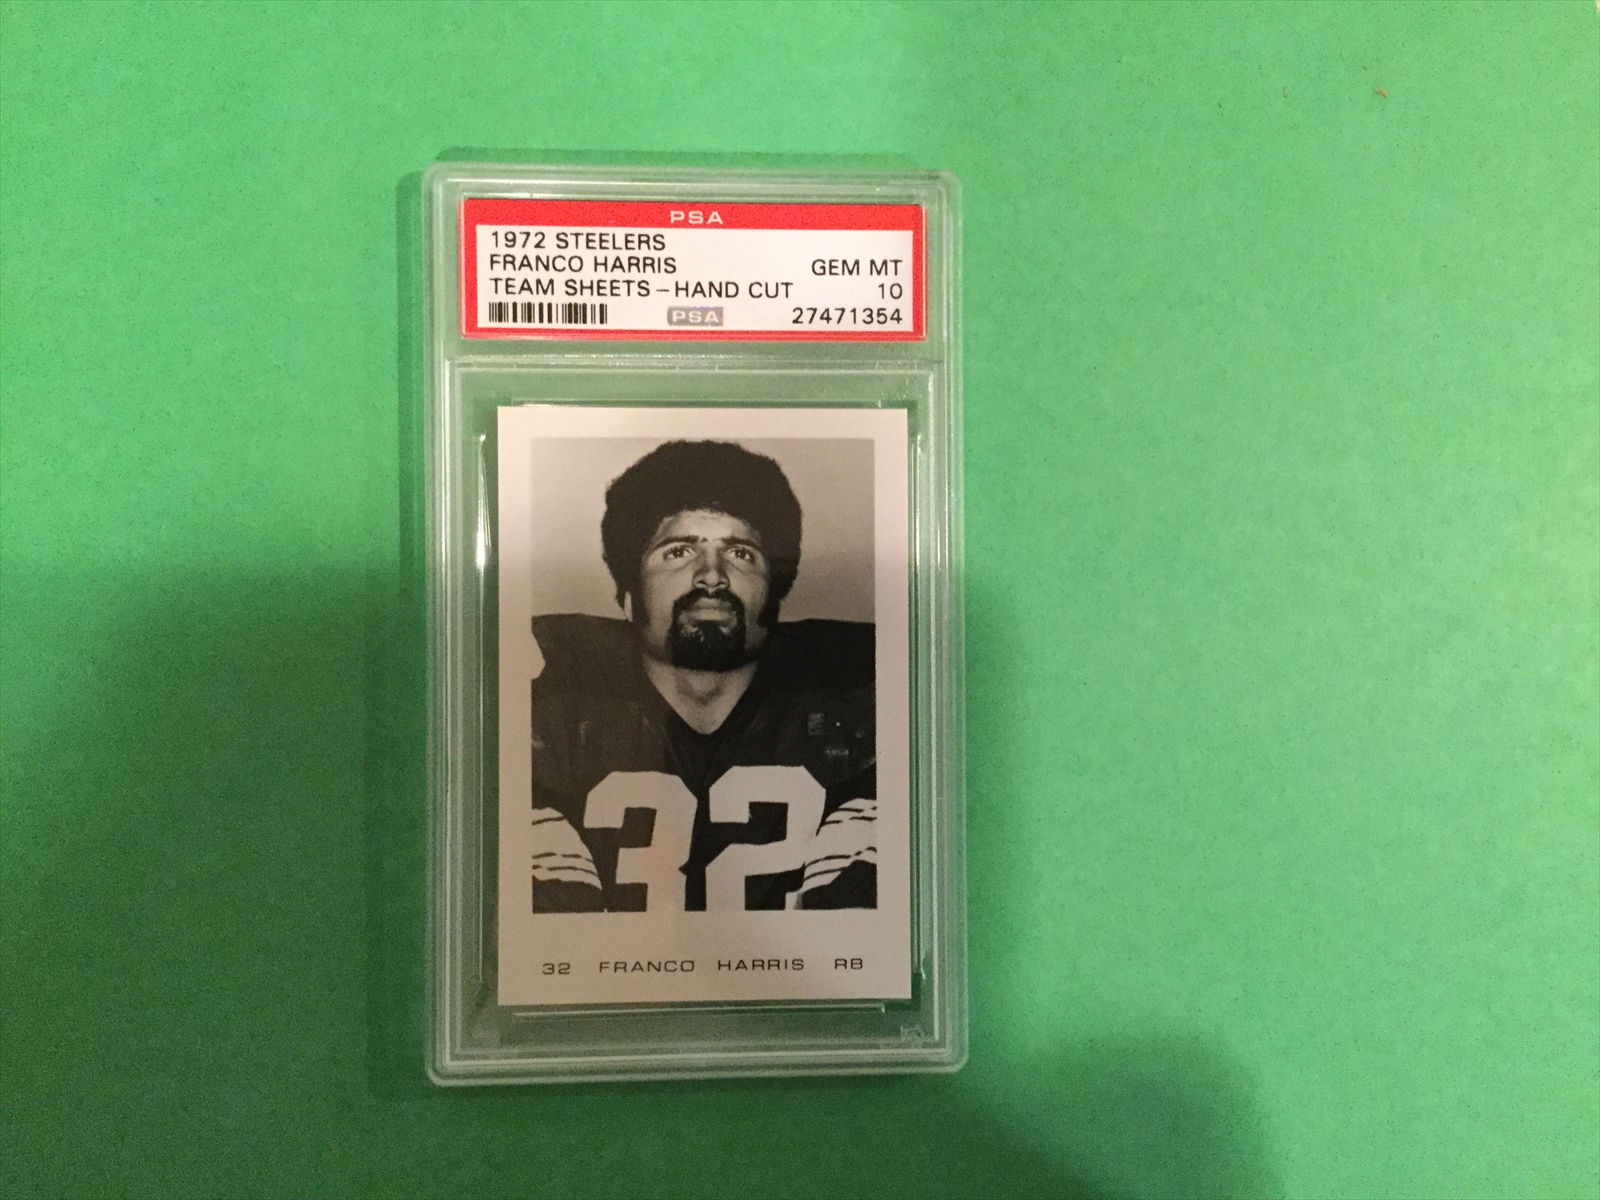 PSA
1972 STEELERS
FRANCO HARRIS GEM MT
TEAM SHEETS – HAND CUT 10
PSA 27471354
32
32 FRANCO HARRIS RB